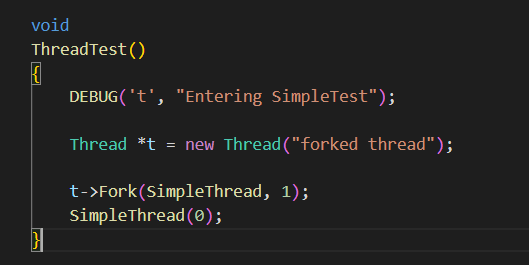 void
ThreadTest()
{
DEBUG('t', "Entering SimpleTest");
Thread *t = new Thread("forked thread");
t->Fork(SimpleThread, 1);
SimpleThread(0);
}